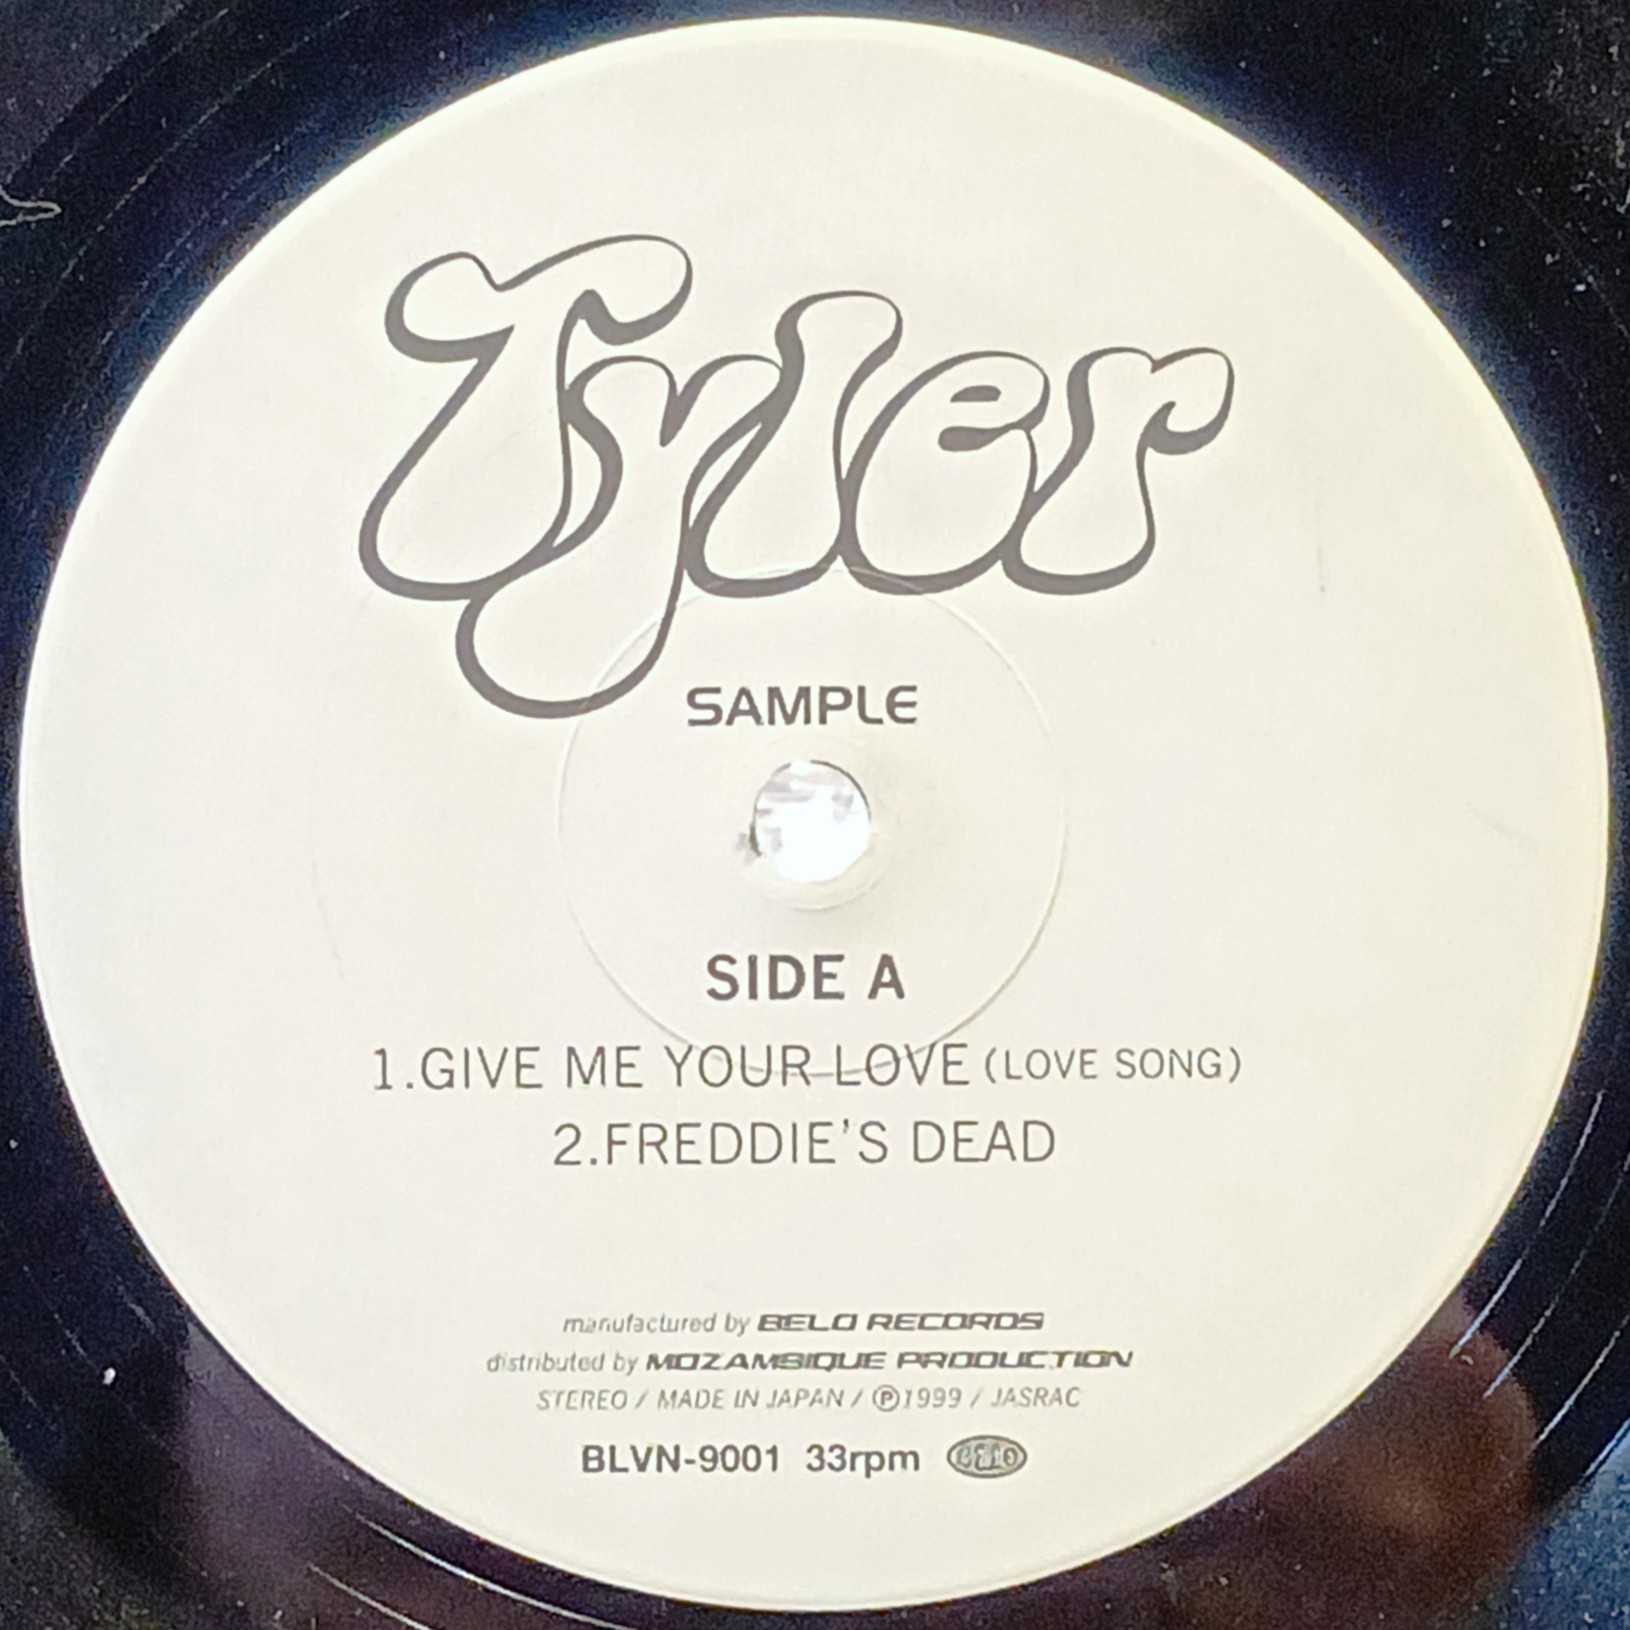 Tyler
SAMPLE
SIDE A
1.GIVE ME YOUR LOVE (LOVE SONG)
2.FREDDIE'S DEAD
manufactured by BELO RECORDS
distributed by MOZAMBIQUE PRODUCTION
STEREO / MADE IN JAPAN / ℗1999 / JASRAC
BLVN-9001 33rpm BELO